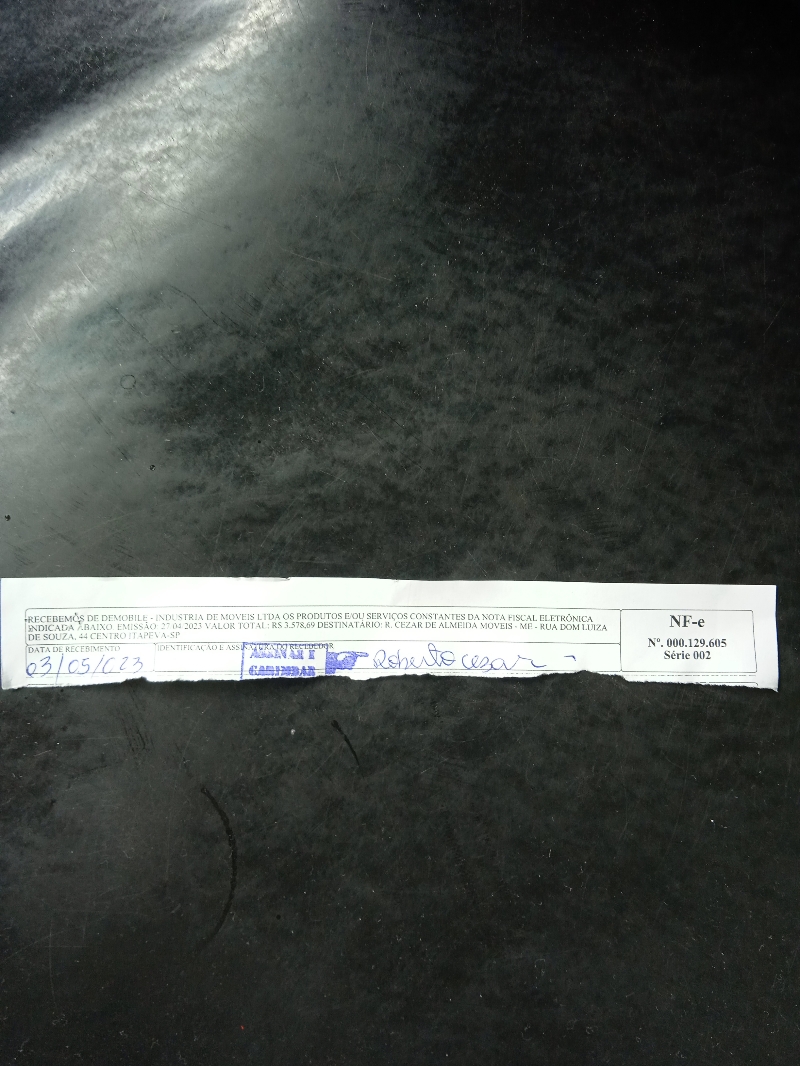 RECEBEMOS DE DEMOBILE - INDUSTRIA DE MOVEIS LTDA OS PRODUTOS E/OU SERVIÇOS CONSTANTES DA NOTA FISCAL ELETRÔNICA
INDICADA ABAIXO. EMISSÃO: 27.04.2023 VALOR TOTAL: R$ 3.578,69 DESTINATÁRIO: R. CEZAR DE ALMEIDA MOVEIS - ME - RUA DOM LUIZA
DE SOUZA, 44 CENTRO ITAPEVA-SP
DATA DE RECEBIMENTO
03/05/023
IDENTIFICAÇÃO E ASSINATURA DO RECEBEDOR
ASSINAR E
CARIMBAR
Roberto cesar
NF-e
Nº. 000.129.605
Série 002